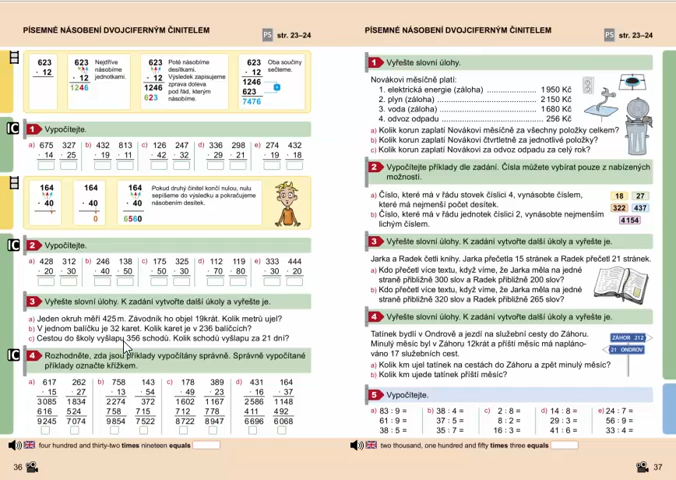 PÍSEMNÉ NÁSOBENÍ DVOJCIFERNÝM ČINITELEM
PS str. 23–24
623
· 12
623
· 12
1246
Nejdříve
násobíme
jednotkami.
623
· 12
1246
623
Poté násobíme
desítkami.
Výsledek zapisujeme
zprava doleva
pod řád, kterým
násobíme.
623
· 12
1246
623
7476
Oba součiny
sečteme.
1 Vypočítejte.
a) 675 327 b) 432 813 c) 126 247 d) 336 298 e) 274 432
· 14 · 25 · 19 · 11 · 42 · 32 · 29 · 21 · 19 · 18
164
· 40
164
· 40
0
164
· 40
6560
Pokud druhý činitel končí nulou, nulu
sepíšeme do výsledku a pokračujeme
násobením desítek.
2 Vypočítejte.
a) 428 312 b) 246 138 c) 175 325 d) 112 119 e) 333 444
· 20 · 30 · 40 · 50 · 30 · 30 · 70 · 80 · 30 · 20
3 Vyřešte slovní úlohy. K zadání vytvořte další úkoly a vyřešte je.
a) Jeden okruh měří 425 m. Závodník ho objel 19krát. Kolik metrů ujel?
b) V jednom balíčku je 32 karet. Kolik karet je v 236 balíčcích?
c) Cestou do školy vyšlapu 356 schodů. Kolik schodů vyšlapu za 21 dní?
4 Rozhodněte, zda jsou příklady vypočítány správně. Správně vypočítané
příklady označte křížkem.
a) 617 262 b) 758 143 c) 178 389 d) 431 164
· 15 · 27 · 13 · 54 · 49 · 23 · 16 · 37
3085 1834 2274 572 1602 1167 2586 1148
616 524 758 715 712 778 411 492
9245 7074 9854 7522 8722 8947 6696 6068
four hundred and thirty-two times nineteen equals
36
PÍSEMNÉ NÁSOBENÍ DVOJCIFERNÝM ČINITELEM
PS str. 23–24
1 Vyřešte slovní úlohy.
Novákovi měsíčně platí:
1. elektrická energie (záloha) .................. 1 950 Kč
2. plyn (záloha) .................. 2 150 Kč
3. voda (záloha) .................. 1 680 Kč
4. odvoz odpadu .................. 256 Kč
a) Kolik korun zaplatí Novákovi měsíčně za všechny položky celkem?
b) Kolik korun zaplatí Novákovi čtvrtletně za jednotlivé položky?
c) Kolik korun zaplatí Novákovi za odvoz odpadu za celý rok?
2 Vypočítejte příklady dle zadání. Čísla můžete vybírat pouze z nabízených
možností.
a) Číslo, které má v řádu stovek číslici 4, vynásobte číslem,
které má nejmenší počet desítek.
b) Číslo, které má v řádu jednotek číslici 2, vynásobte nejmenším
lichým číslem.
18 27
322 437
4 154
3 Vyřešte slovní úlohy. K zadání vytvořte další úkoly a vyřešte je.
Jarka a Radek četli knihy. Jarka přečetla 15 stránek a Radek přečetl 21 stránek.
a) Kdo přečetl více textu, když víme, že Jarka měla na jedné
straně přibližně 300 slov a Radek přibližně 200 slov?
b) Kdo přečetl více textu, když víme, že Jarka měla na jedné
straně přibližně 320 slov a Radek přibližně 265 slov?
4 Vyřešte slovní úlohy. K zadání vytvořte další úkoly a vyřešte je.
Tatínek bydlí v Ondrově a jezdí na služební cesty do Záhoru.
Minulý měsíc byl v Záhoru 12krát a příští měsíc má napláno-
váno 17 služebních cest.
ZÁHOR 212
21 ONDROV
a) Kolik km ujel tatínek na cestách do Záhoru a zpět minulý měsíc?
b) Kolik km ujede tatínek příští měsíc?
5 Vypočítejte.
a) 83 : 9 = b) 38 : 4 = c) 2 : 8 = d) 14 : 8 = e) 24 : 7 =
61 : 9 = 37 : 5 = 8 : 2 = 29 : 3 = 56 : 9 =
38 : 5 = 35 : 7 = 16 : 3 = 41 : 6 = 33 : 4 =
two thousand, one hundred and fifty times three equals
37